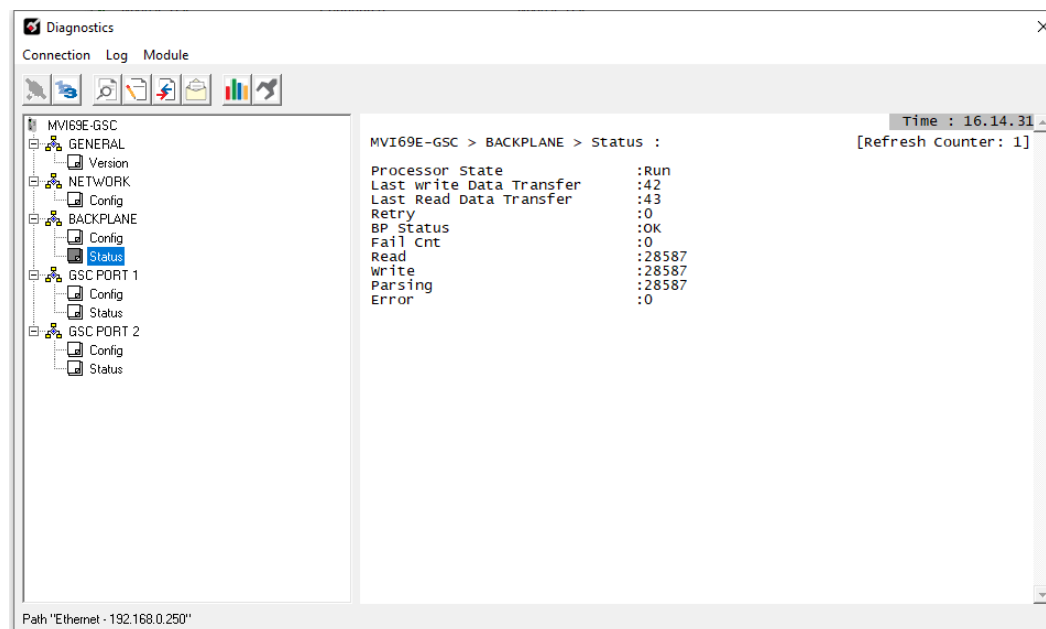 Diagnostics
Connection Log Module
MVI69E-GSC
GENERAL
Version
NETWORK
Config
BACKPLANE
Config
Status
GSC PORT 1
Config
Status
GSC PORT 2
Config
Status
Time : 16.14.31
MVI69E-GSC > BACKPLANE > Status : [Refresh Counter: 1]
Processor State :Run
Last write Data Transfer :42
Last Read Data Transfer :43
Retry :0
BP Status :OK
Fail Cnt :0
Read :28587
write :28587
Parsing :28587
Error :0
Path "Ethernet - 192.168.0.250"